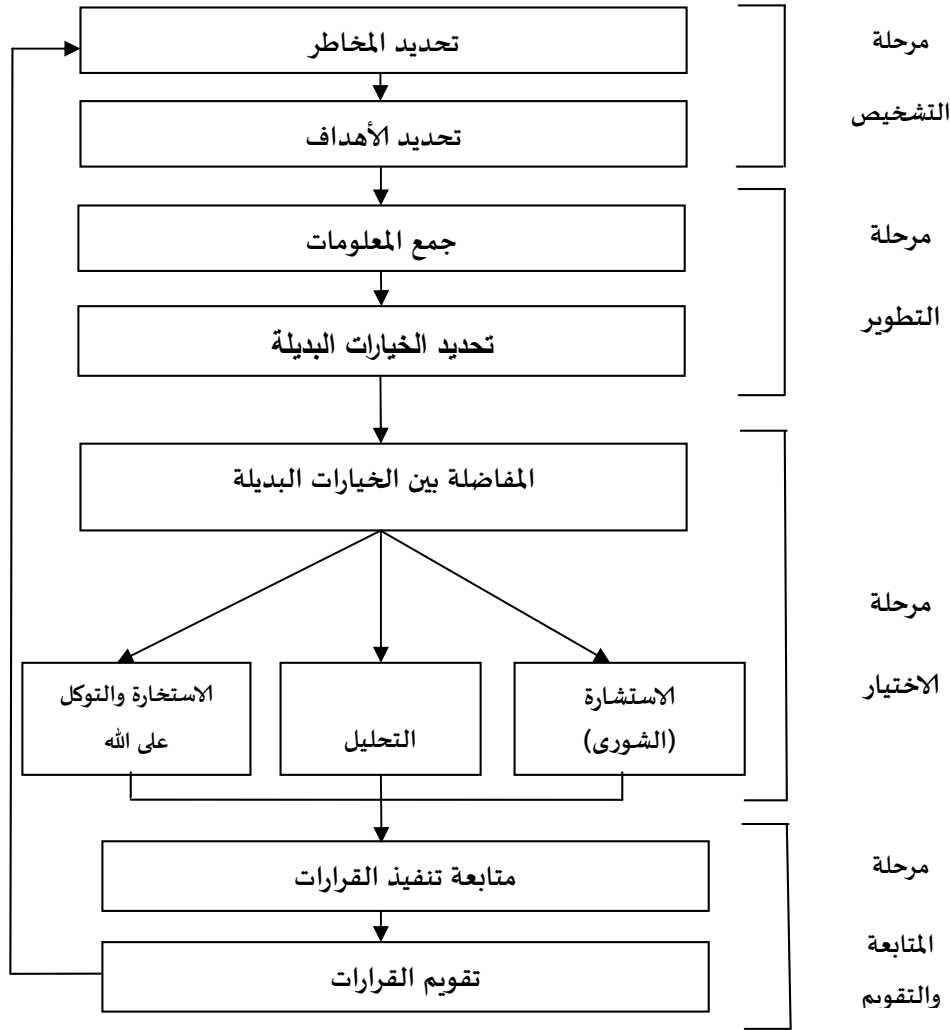 تحديد المخاطر
مرحلة
التشخيص
تحديد الأهداف
جمع المعلومات
مرحلة
التطوير
تحديد الخيارات البديلة
المفاضلة بين الخيارات البديلة
مرحلة
الاختيار
الاستشارة
(الشورى)
التحليل
الاستخارة والتوكل
على الله
متابعة تنفيذ القرارات
مرحلة
المتابعة
والتقويم
تقويم القرارات